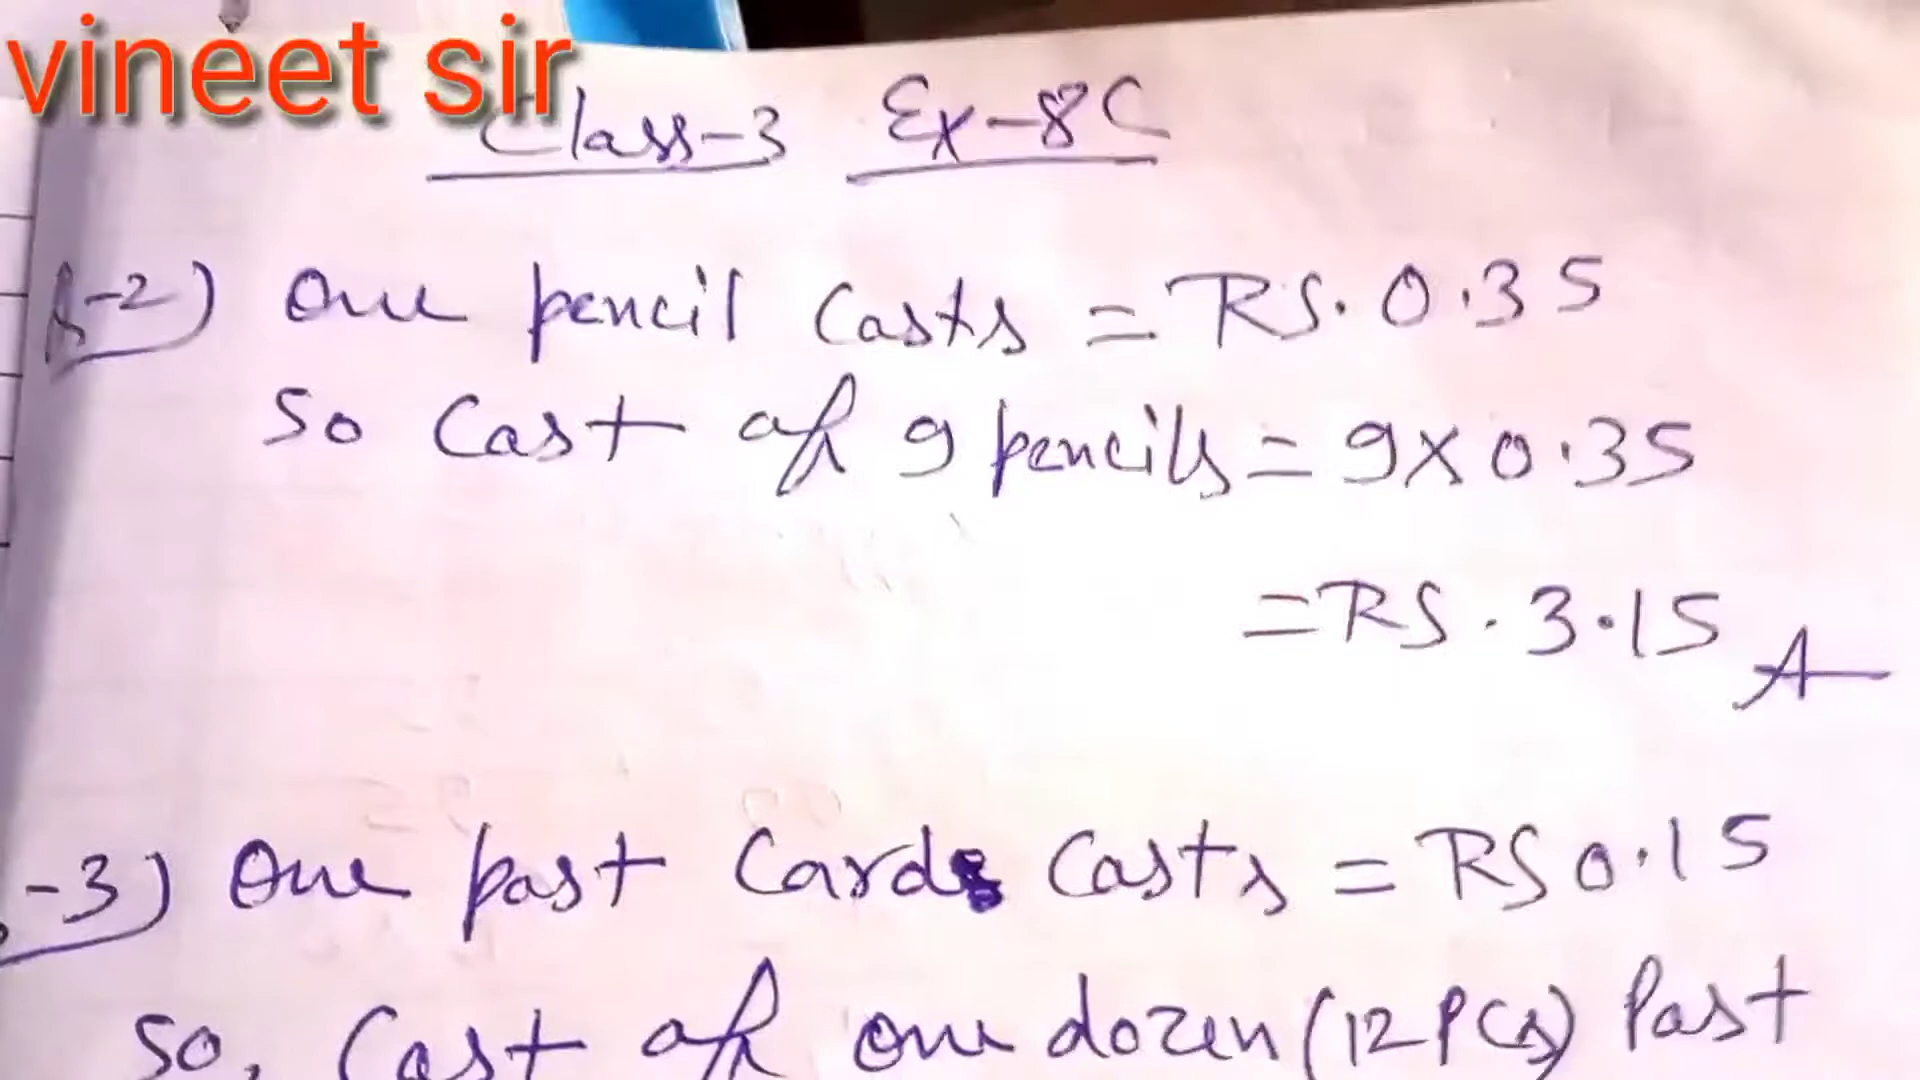 vineet sir
Class-3 Ex-8C
-2) One pencil Costs = RS. 0.35
So Cost of 9 pencils = 9 x 0.35
= RS. 3.15 A
-3) One post Cards Costs = RS 0.15
So, Cost of one dozen (12 PCs) Post